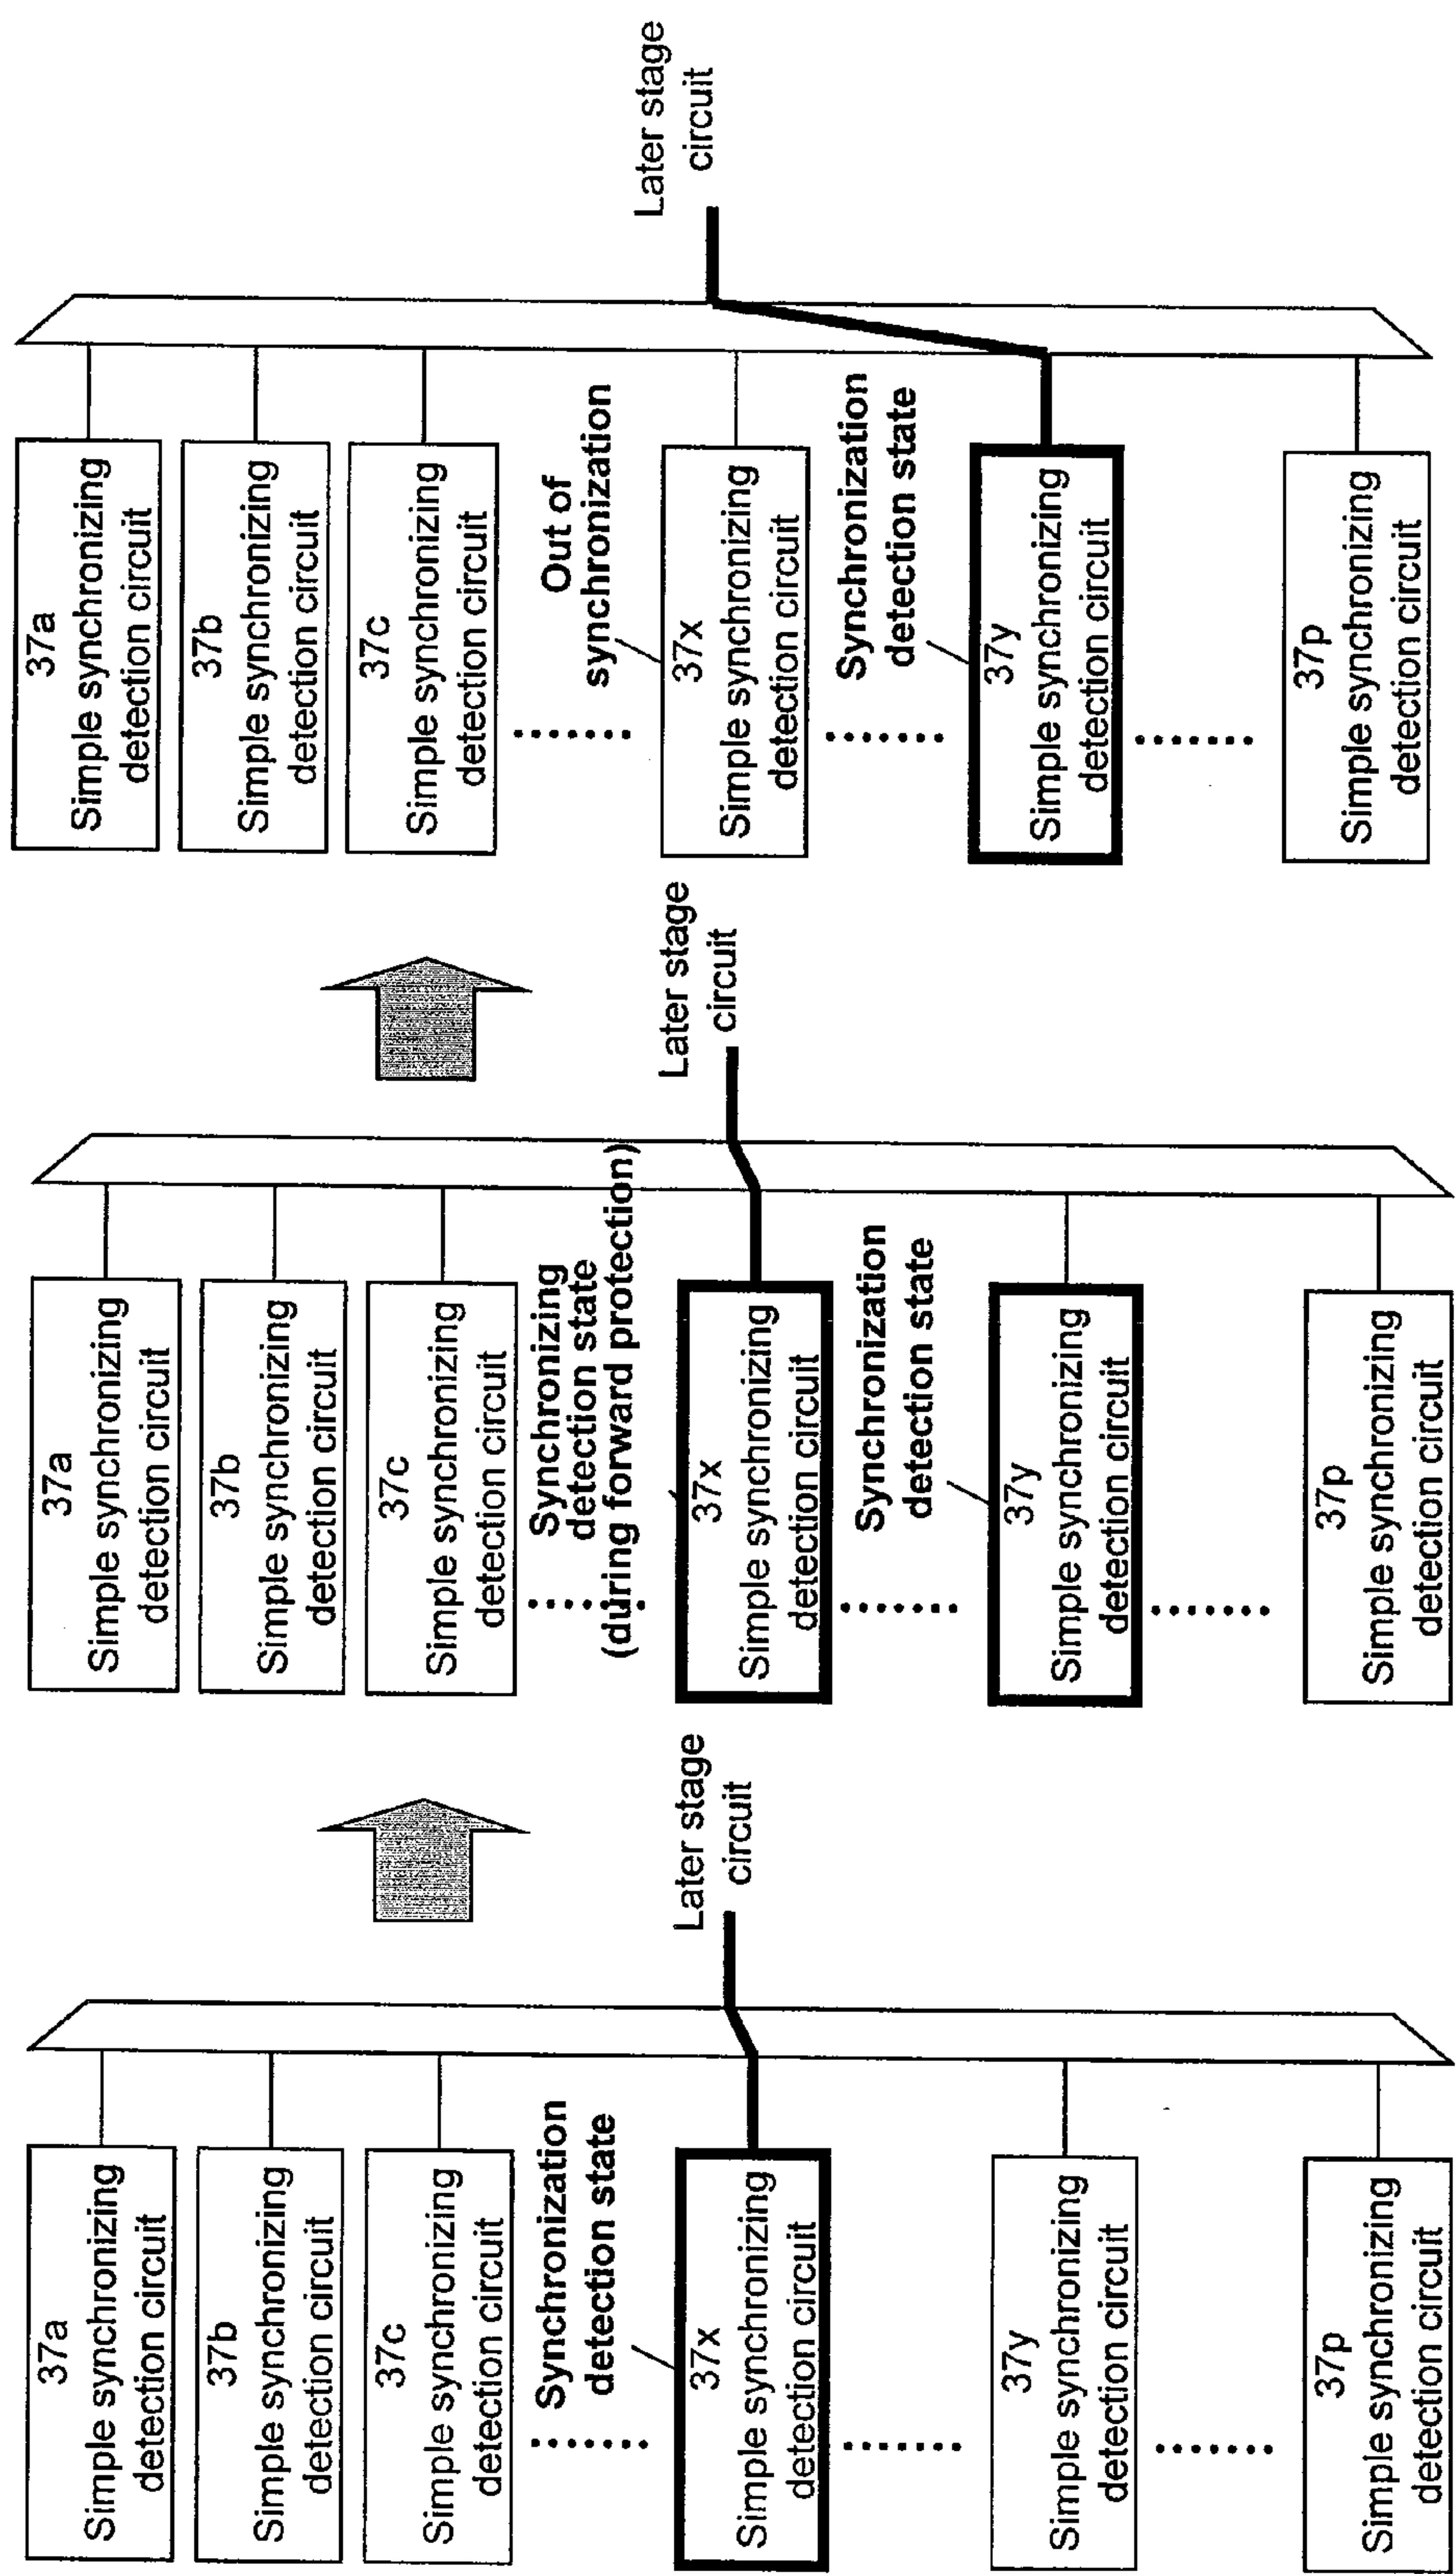 37a
Simple synchronizing
detection circuit
37b
Simple synchronizing
detection circuit
37c
Simple synchronizing
detection circuit
Synchronization
detection state
37x
Simple synchronizing
detection circuit
37y
Simple synchronizing
detection circuit
37p
Simple synchronizing
detection circuit
Later stage
circuit
37a
Simple synchronizing
detection circuit
37b
Simple synchronizing
detection circuit
37c
Simple synchronizing
detection circuit
Synchronizing
detection state
(during forward protection)
37x
Simple synchronizing
detection circuit
Synchronization
detection state
37y
Simple synchronizing
detection circuit
37p
Simple synchronizing
detection circuit
Later stage
circuit
37a
Simple synchronizing
detection circuit
37b
Simple synchronizing
detection circuit
37c
Simple synchronizing
detection circuit
Out of
synchronization
37x
Simple synchronizing
detection circuit
Synchronization
detection state
37y
Simple synchronizing
detection circuit
37p
Simple synchronizing
detection circuit
Later stage
circuit